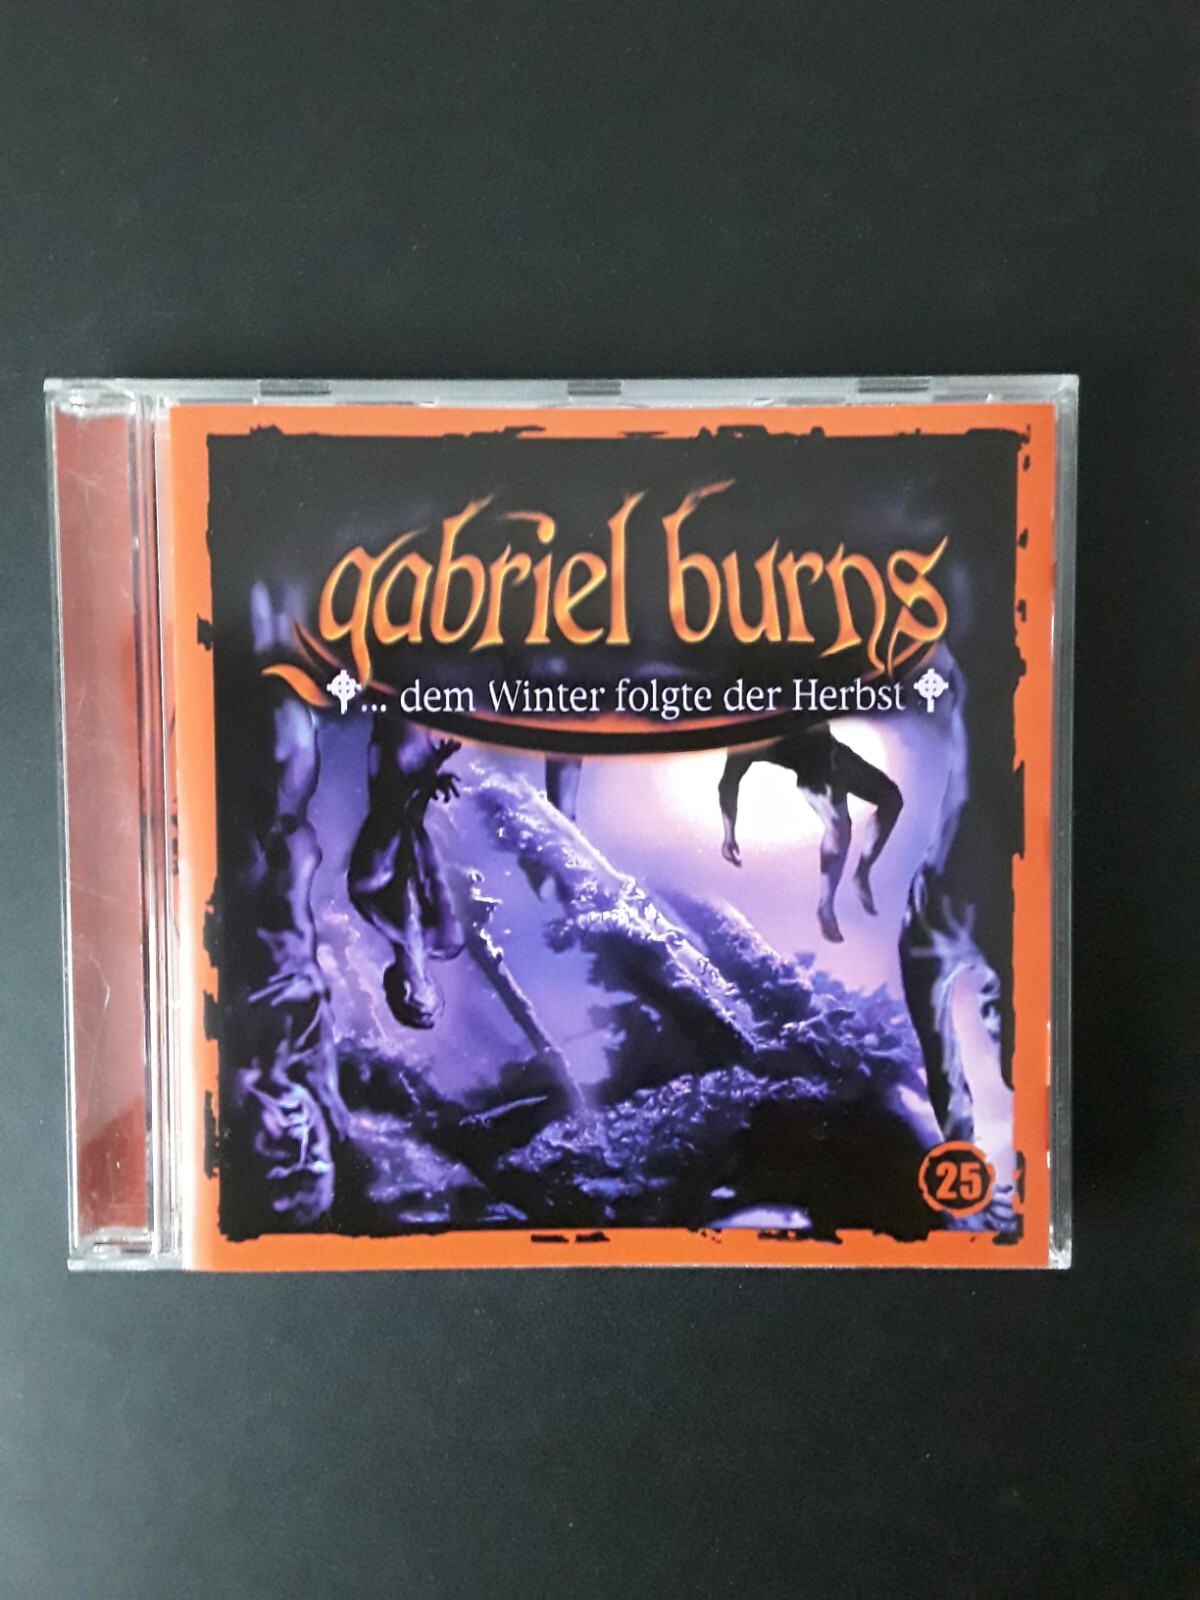 gabriel burns
... dem Winter folgte der Herbst
25